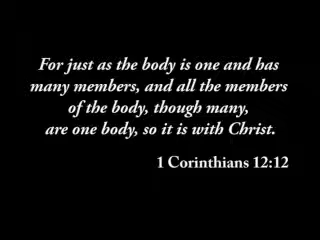 For just as the body is one and has
many members, and all the members
of the body, though many,
are one body, so it is with Christ.
1 Corinthians 12:12